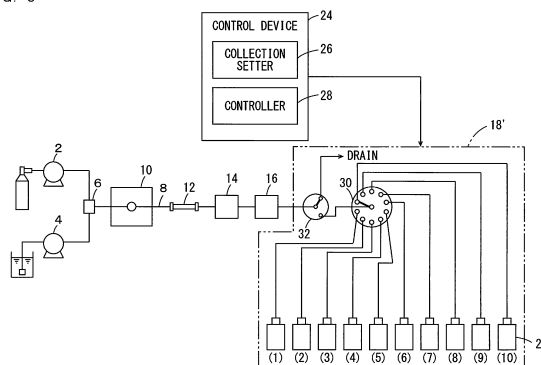 CONTROL DEVICE
24
COLLECTION SETTER
26
CONTROLLER
28
18'
DRAIN
2
10
6
8
12
14
16
30
32
4
(1) (2) (3) (4) (5) (6) (7) (8) (9) (10)